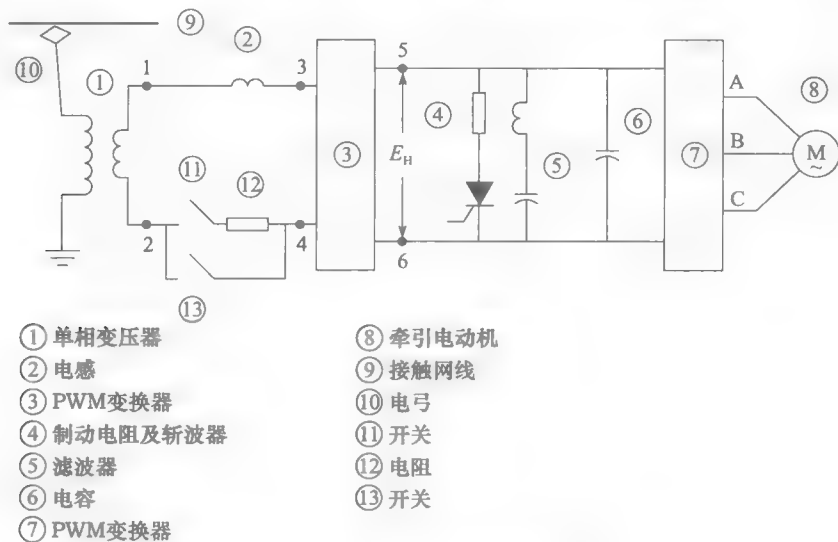 ⑨
②
⑩
①
1
3
5
④
⑥
A
⑧
⑪
⑫
③
E_H
⑤
⑦
B
M
~
C
2
4
6
⑬
① 单相变压器
② 电感
③ PWM变换器
④ 制动电阻及斩波器
⑤ 滤波器
⑥ 电容
⑦ PWM变换器
⑧ 牵引电动机
⑨ 接触网线
⑩ 电弓
⑪ 开关
⑫ 电阻
⑬ 开关